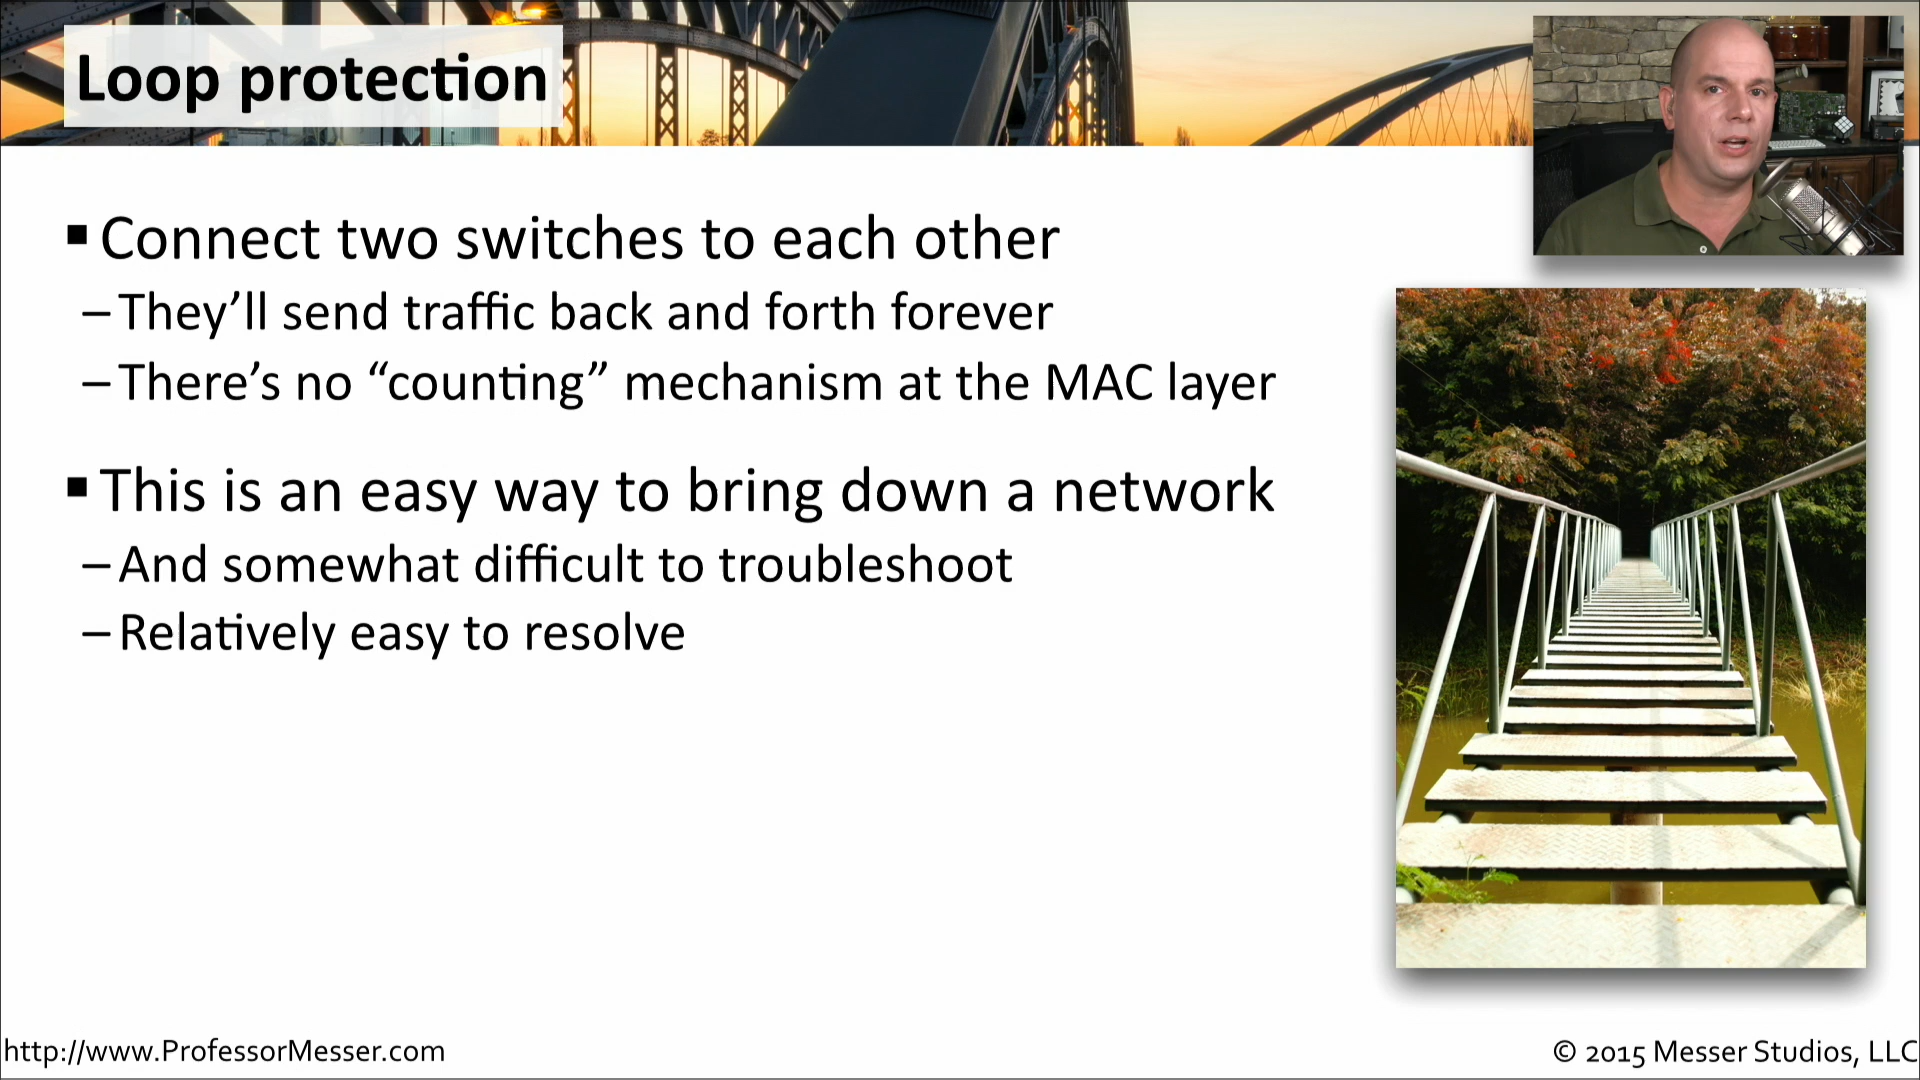 Loop protection
▪ Connect two switches to each other
– They’ll send traffic back and forth forever
– There’s no “counting” mechanism at the MAC layer
▪ This is an easy way to bring down a network
– And somewhat difficult to troubleshoot
– Relatively easy to resolve
http://www.ProfessorMesser.com
© 2015 Messer Studios, LLC